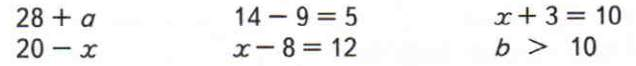 28 + a 14 − 9 = 5 x + 3 = 10
20 − x x − 8 = 12 b > 10